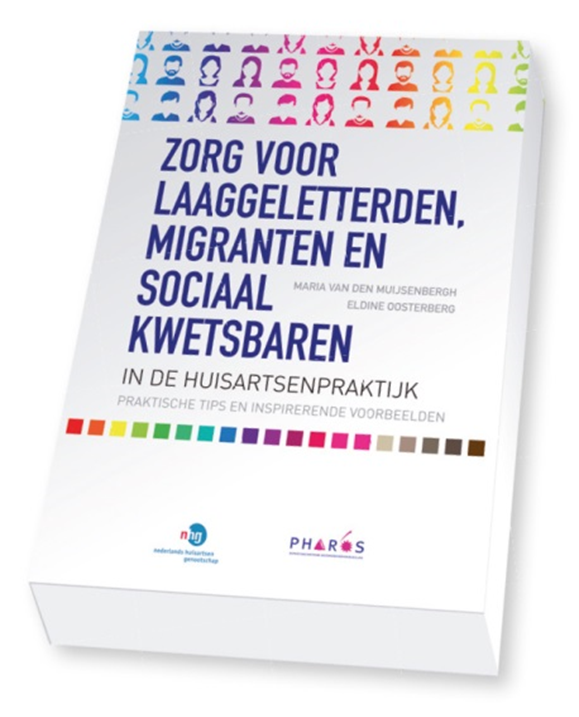 ZORG VOOR
LAAGGELETTERDEN,
MIGRANTEN EN
SOCIAAL
KWETSBAREN
MARIA VAN DEN MUIJSENBERGH
ELDINE OOSTERBERG
IN DE HUISARTSENPRAKTIJK
PRAKTISCHE TIPS EN INSPIRERENDE VOORBEELDEN
nhg
nederlands huisartsen
genootschap
PHAROS